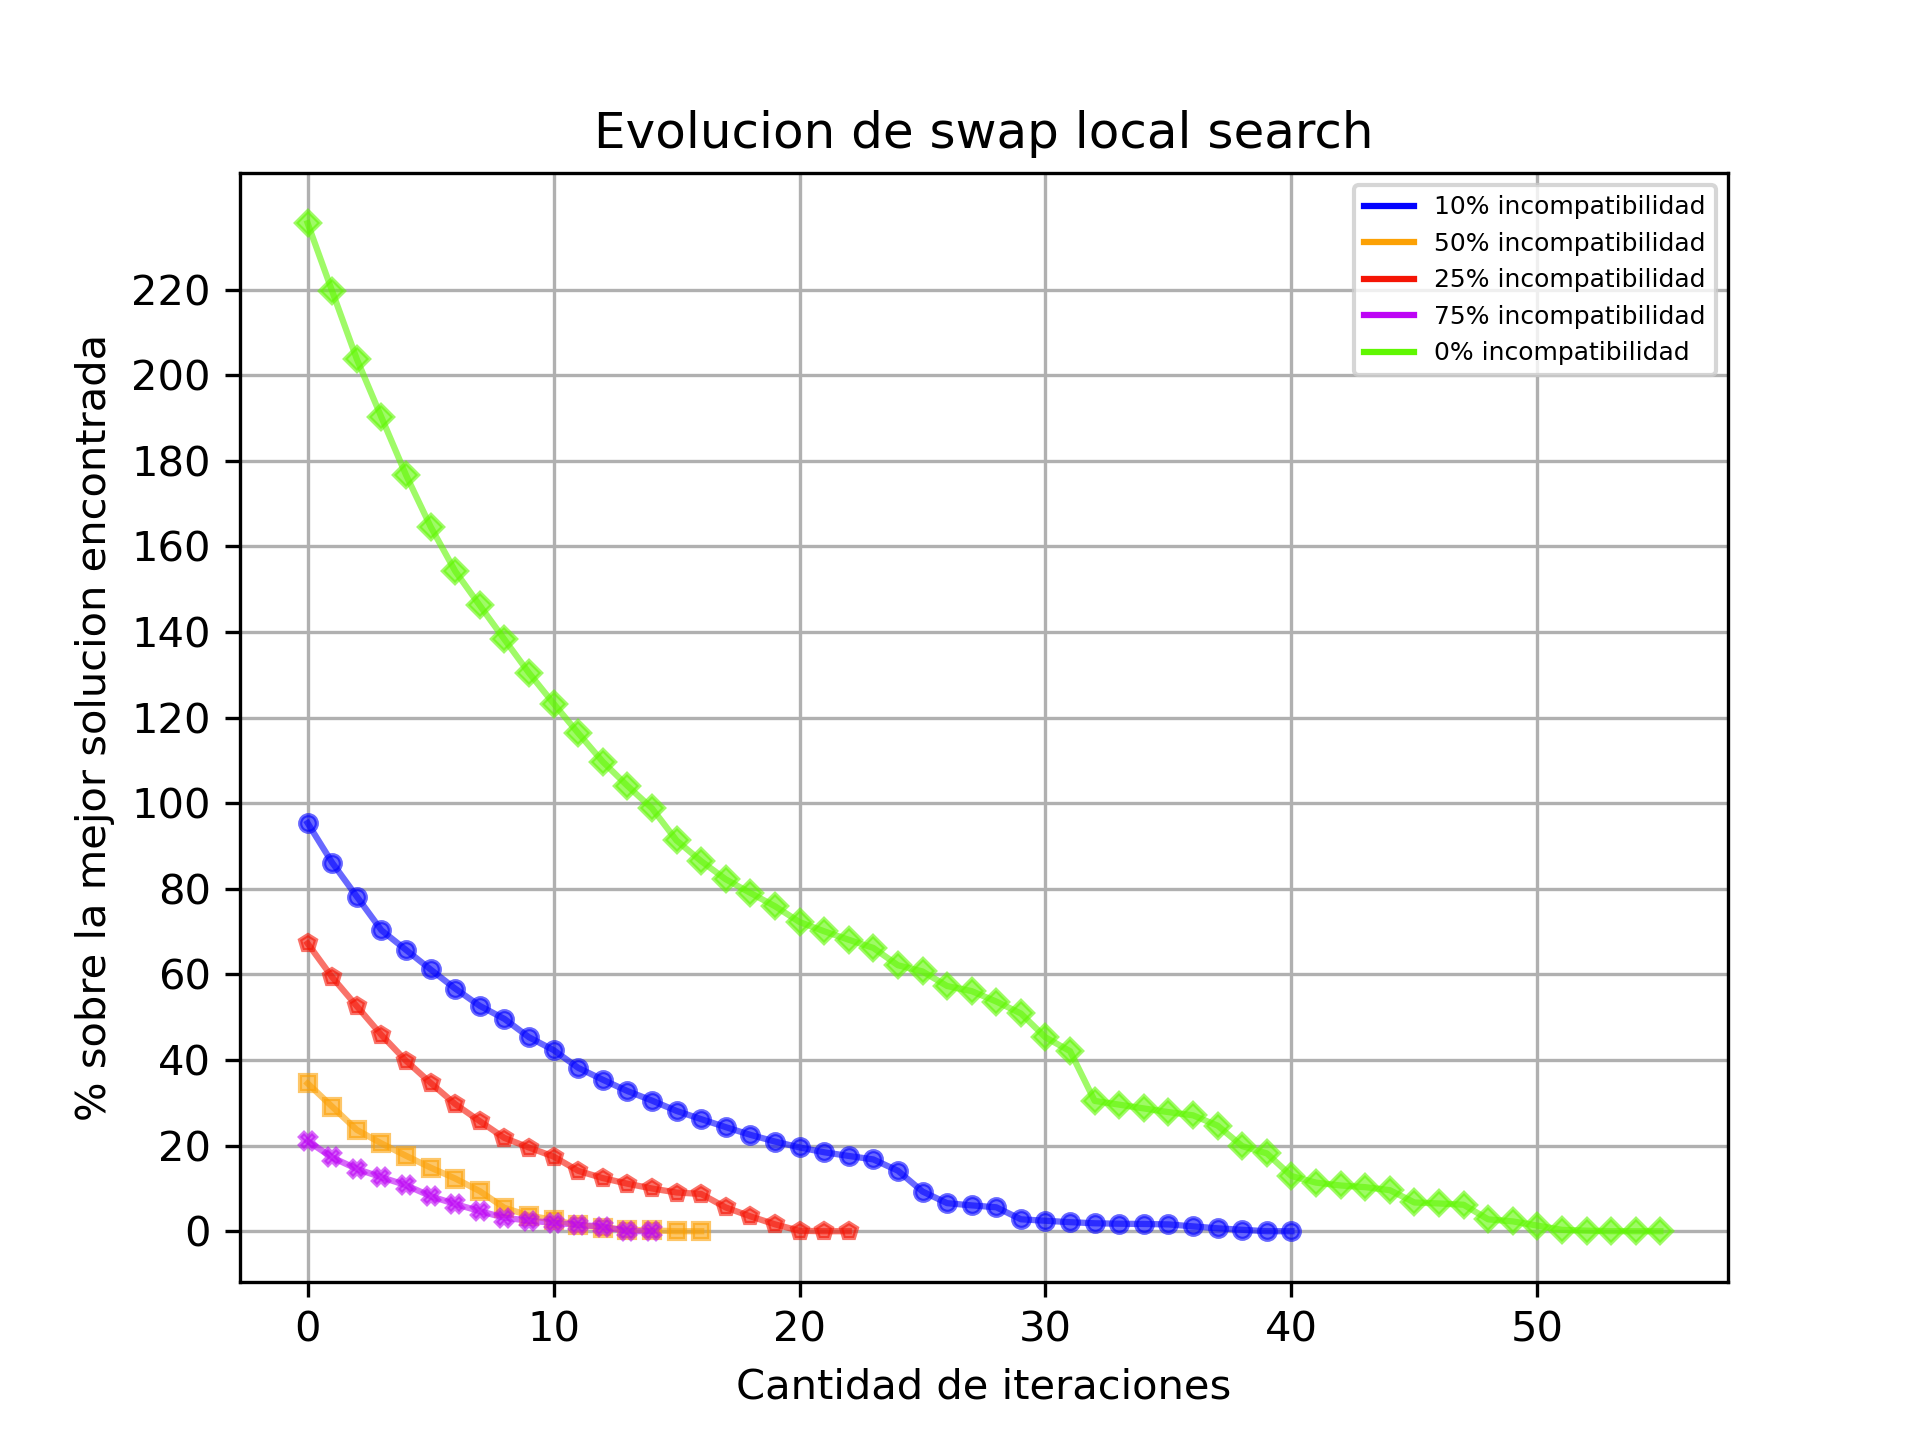 Evolucion de swap local search
10% incompatibilidad
50% incompatibilidad
25% incompatibilidad
75% incompatibilidad
0% incompatibilidad
% sobre la mejor solucion encontrada
220
200
180
160
140
120
100
80
60
40
20
0
0 10 20 30 40 50
Cantidad de iteraciones